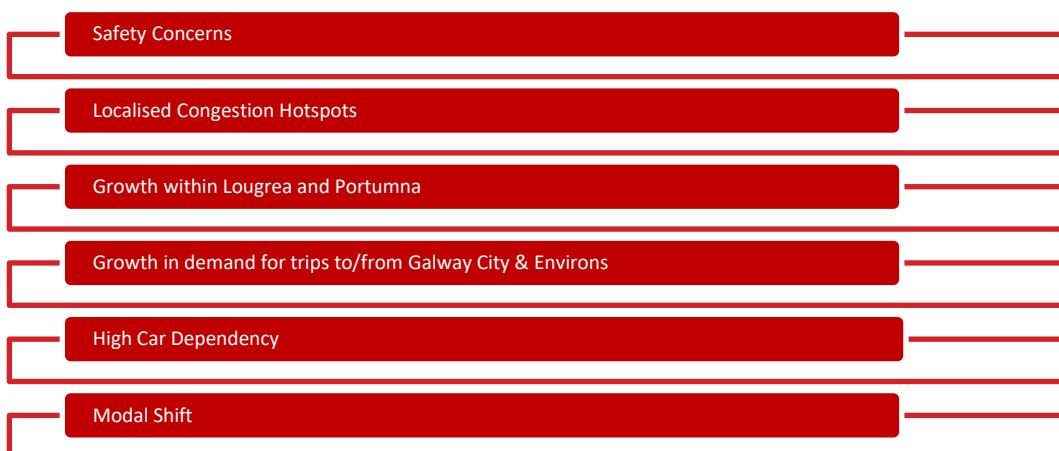 Safety Concerns
Localised Congestion Hotspots
Growth within Lougrea and Portumna
Growth in demand for trips to/from Galway City & Environs
High Car Dependency
Modal Shift